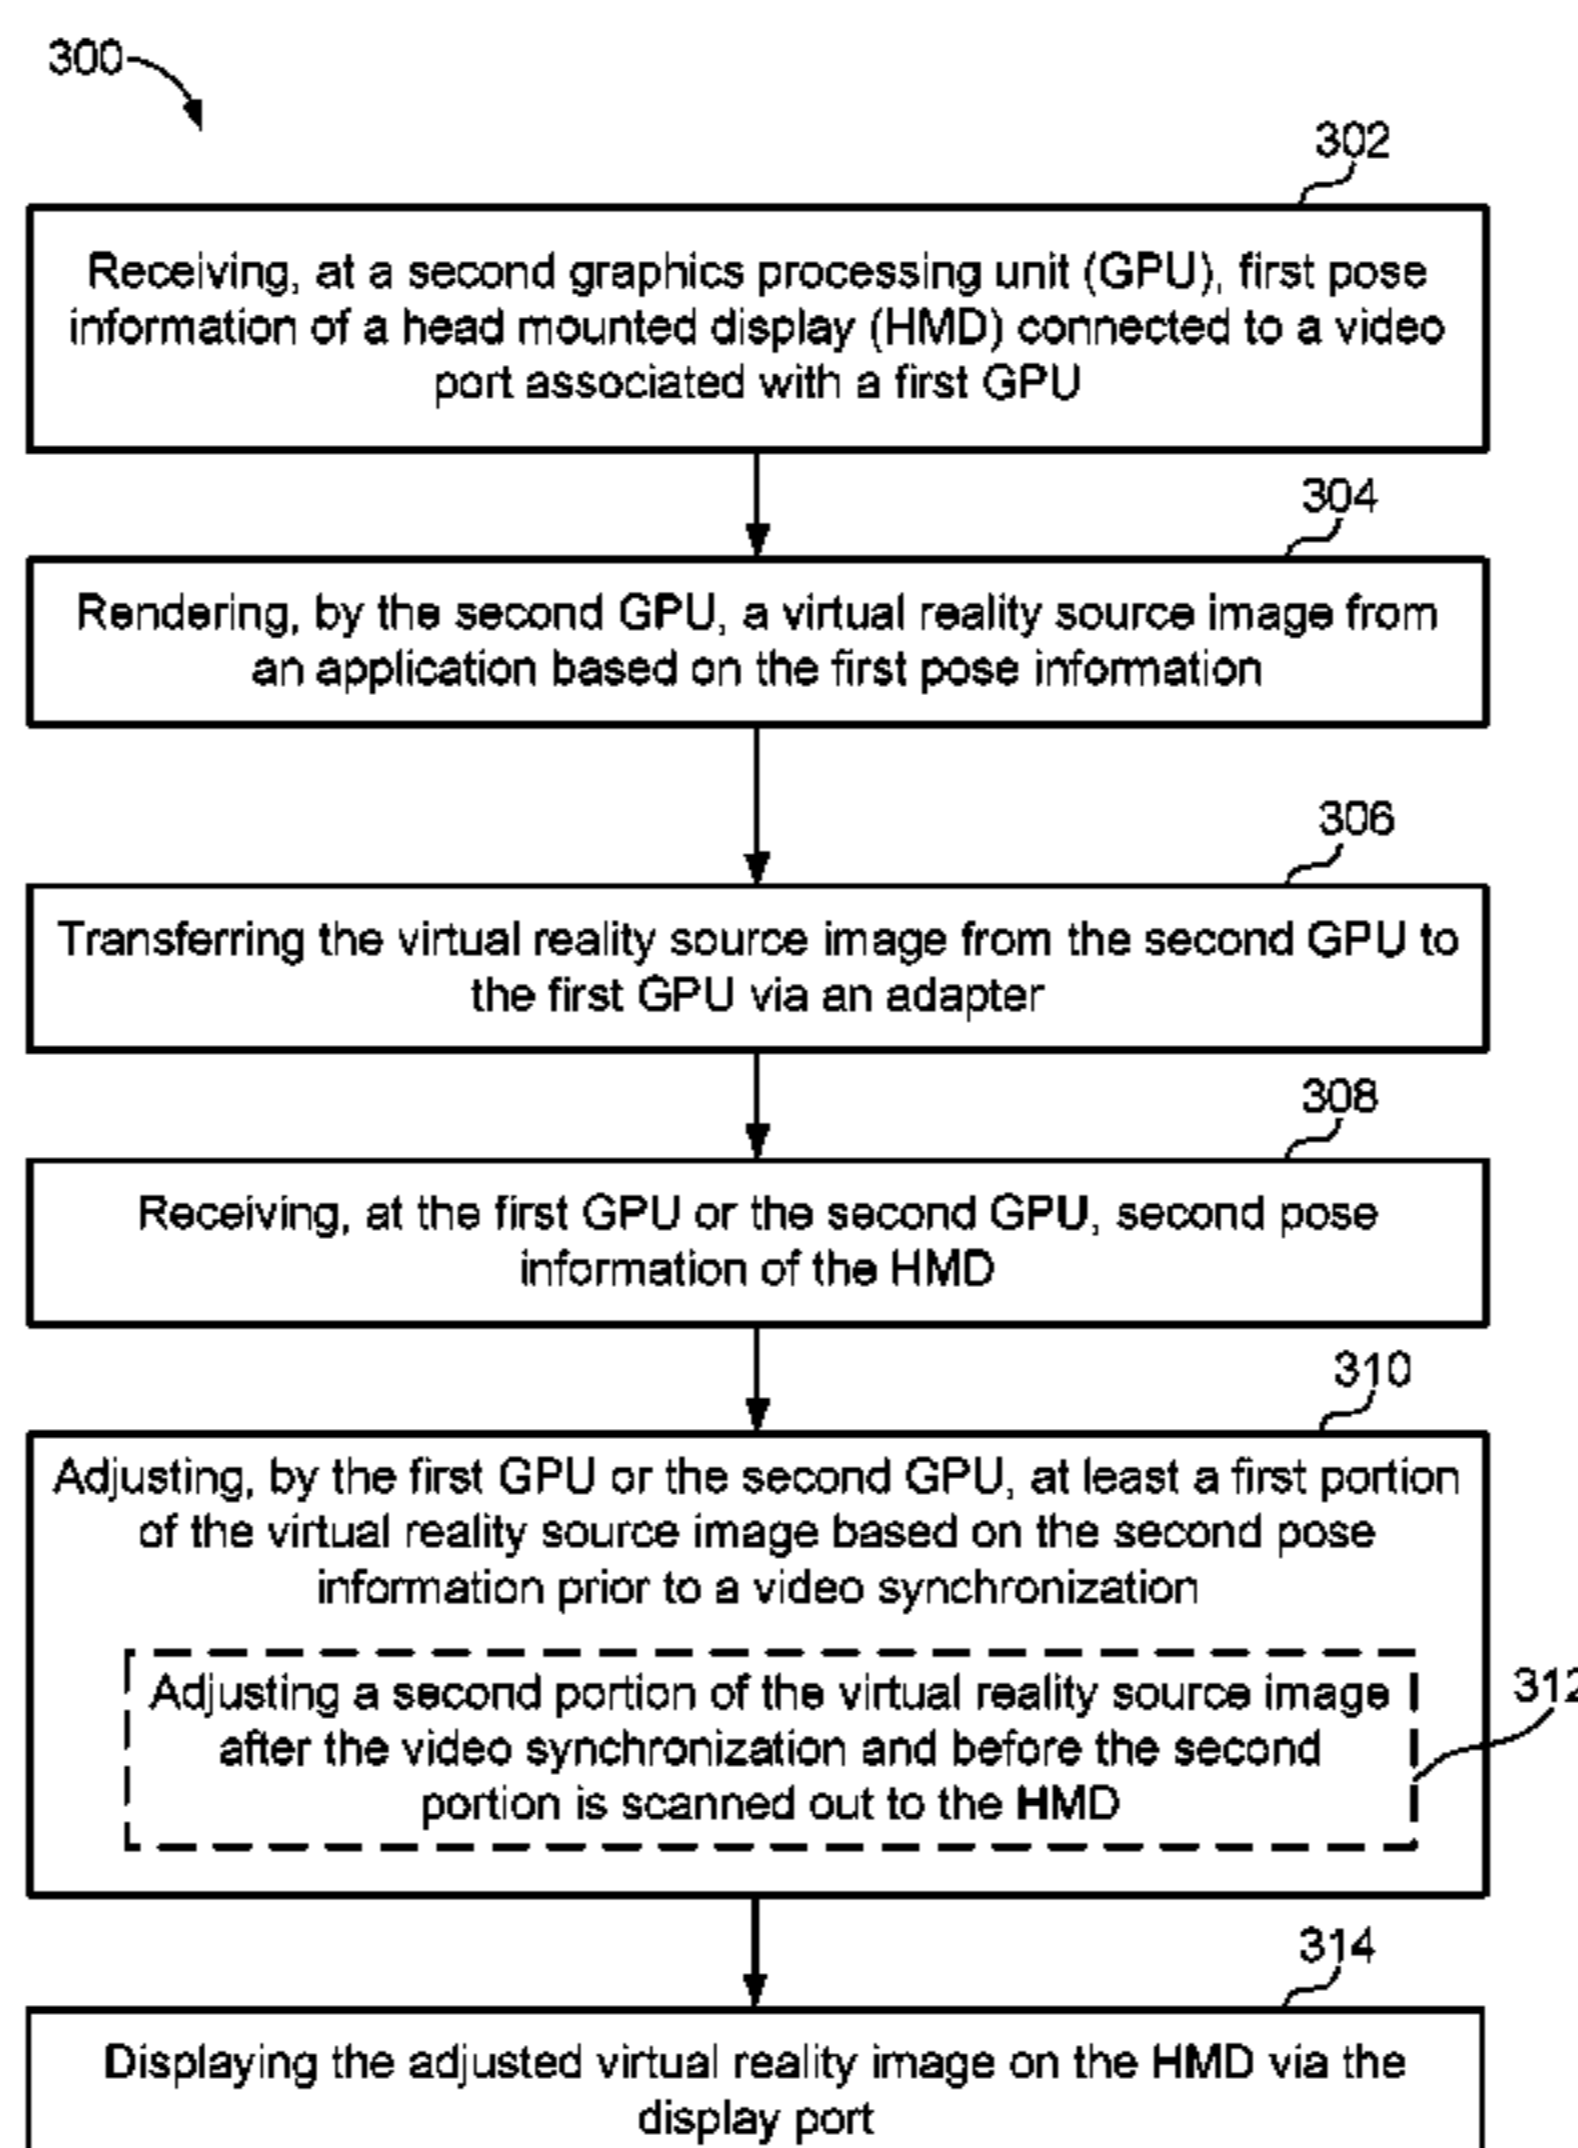 300
302
Receiving, at a second graphics processing unit (GPU), first pose
information of a head mounted display (HMD) connected to a video
port associated with a first GPU
304
Rendering, by the second GPU, a virtual reality source image from
an application based on the first pose information
306
Transferring the virtual reality source image from the second GPU to
the first GPU via an adapter
308
Receiving, at the first GPU or the second GPU, second pose
information of the HMD
310
Adjusting, by the first GPU or the second GPU, at least a first portion
of the virtual reality source image based on the second pose
information prior to a video synchronization
312
Adjusting a second portion of the virtual reality source image
after the video synchronization and before the second
portion is scanned out to the HMD
314
Displaying the adjusted virtual reality image on the HMD via the
display port